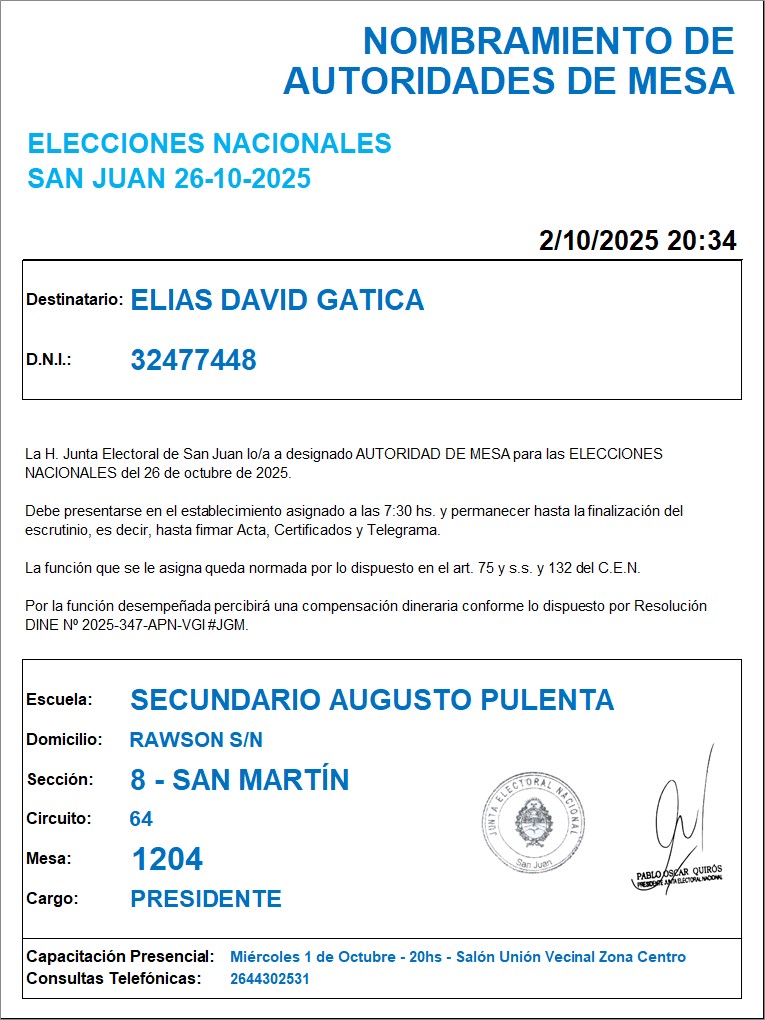 NOMBRAMIENTO DE
AUTORIDADES DE MESA
ELECCIONES NACIONALES
SAN JUAN 26-10-2025
2/10/2025 20:34
Destinatario: ELIAS DAVID GATICA
D.N.I.: 32477448
La H. Junta Electoral de San Juan lo/a a designado AUTORIDAD DE MESA para las ELECCIONES
NACIONALES del 26 de octubre de 2025.
Debe presentarse en el establecimiento asignado a las 7:30 hs. y permanecer hasta la finalización del
escrutinio, es decir, hasta firmar Acta, Certificados y Telegrama.
La función que se le asigna queda normada por lo dispuesto en el art. 75 y s.s. y 132 del C.E.N.
Por la función desempeñada percibirá una compensación dineraria conforme lo dispuesto por Resolución
DINE Nº 2025-347-APN-VGI#JGM.
Escuela: SECUNDARIO AUGUSTO PULENTA
Domicilio: RAWSON S/N
Sección: 8 - SAN MARTÍN
Circuito: 64
Mesa: 1204
Cargo: PRESIDENTE
JUNTA ELECTORAL NACIONAL
San Juan
PABLO OSCAR QUIRÓS
PRESIDENTE JUNTA ELECTORAL NACIONAL
Capacitación Presencial: Miércoles 1 de Octubre - 20hs - Salón Unión Vecinal Zona Centro
Consultas Telefónicas: 2644302531